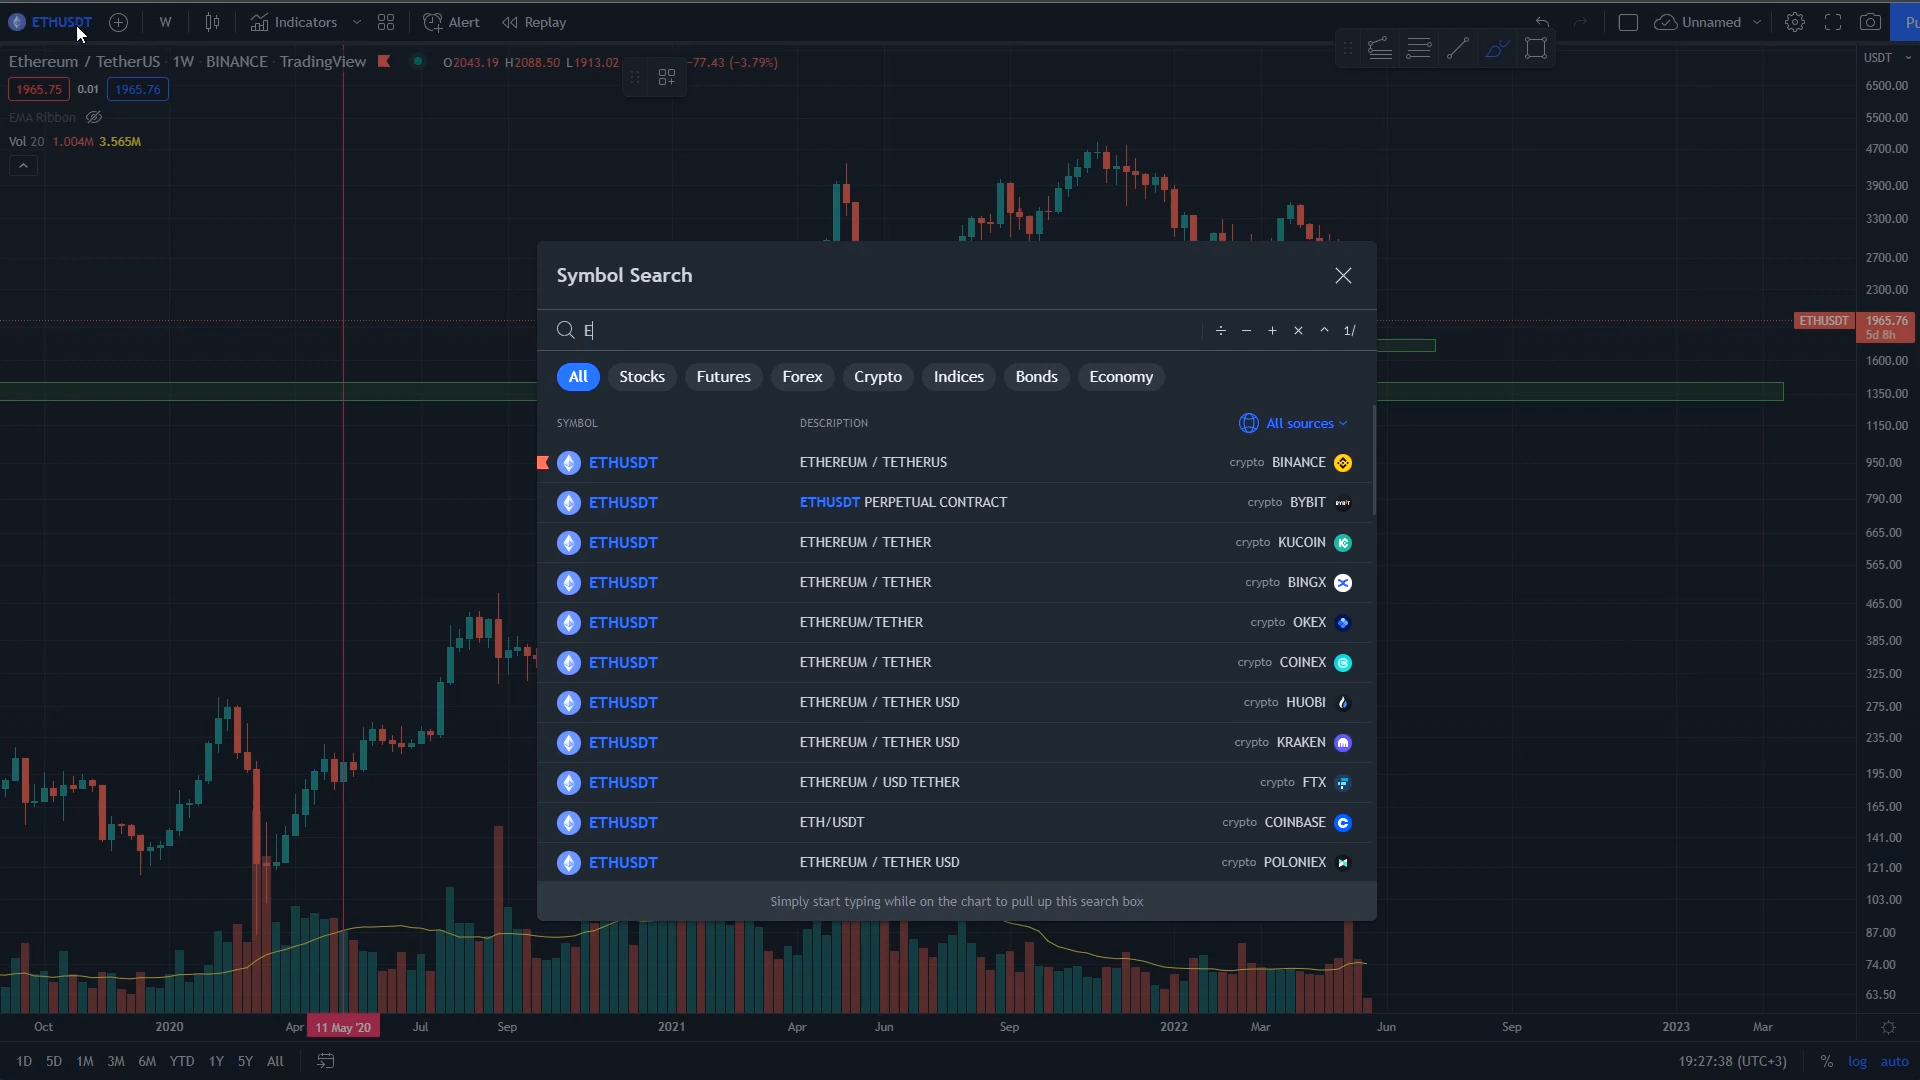 ETHUSDT W Indicators Alert Replay Unnamed
Ethereum / TetherUS · 1W · BINANCE · TradingView O2043.19 H2088.50 L1913.02 −77.43 (−3.79%) USDT
1965.75 0.01 1965.76
EMA Ribbon
Vol 20 1.004M 3.565M
6500.00
5500.00
4700.00
3900.00
3300.00
2700.00
2300.00
ETHUSDT 1965.76
5d 8h
1600.00
1350.00
1150.00
950.00
790.00
665.00
565.00
465.00
385.00
325.00
275.00
235.00
195.00
165.00
141.00
121.00
103.00
87.00
74.00
63.50
Symbol Search
E ÷ − + × ^ 1/
All Stocks Futures Forex Crypto Indices Bonds Economy
SYMBOL DESCRIPTION All sources
ETHUSDT ETHEREUM / TETHERUS crypto BINANCE
ETHUSDT ETHUSDT PERPETUAL CONTRACT crypto BYBIT
ETHUSDT ETHEREUM / TETHER crypto KUCOIN
ETHUSDT ETHEREUM / TETHER crypto BINGX
ETHUSDT ETHEREUM/TETHER crypto OKEX
ETHUSDT ETHEREUM / TETHER crypto COINEX
ETHUSDT ETHEREUM / TETHER USD crypto HUOBI
ETHUSDT ETHEREUM / TETHER USD crypto KRAKEN
ETHUSDT ETHEREUM / USD TETHER crypto FTX
ETHUSDT ETH/USDT crypto COINBASE
ETHUSDT ETHEREUM / TETHER USD crypto POLONIEX
Simply start typing while on the chart to pull up this search box
Oct 2020 Apr 11 May '20 Jul Sep 2021 Apr Jun Sep 2022 Mar Jun Sep 2023 Mar
1D 5D 1M 3M 6M YTD 1Y 5Y All 19:27:38 (UTC+3) % log auto